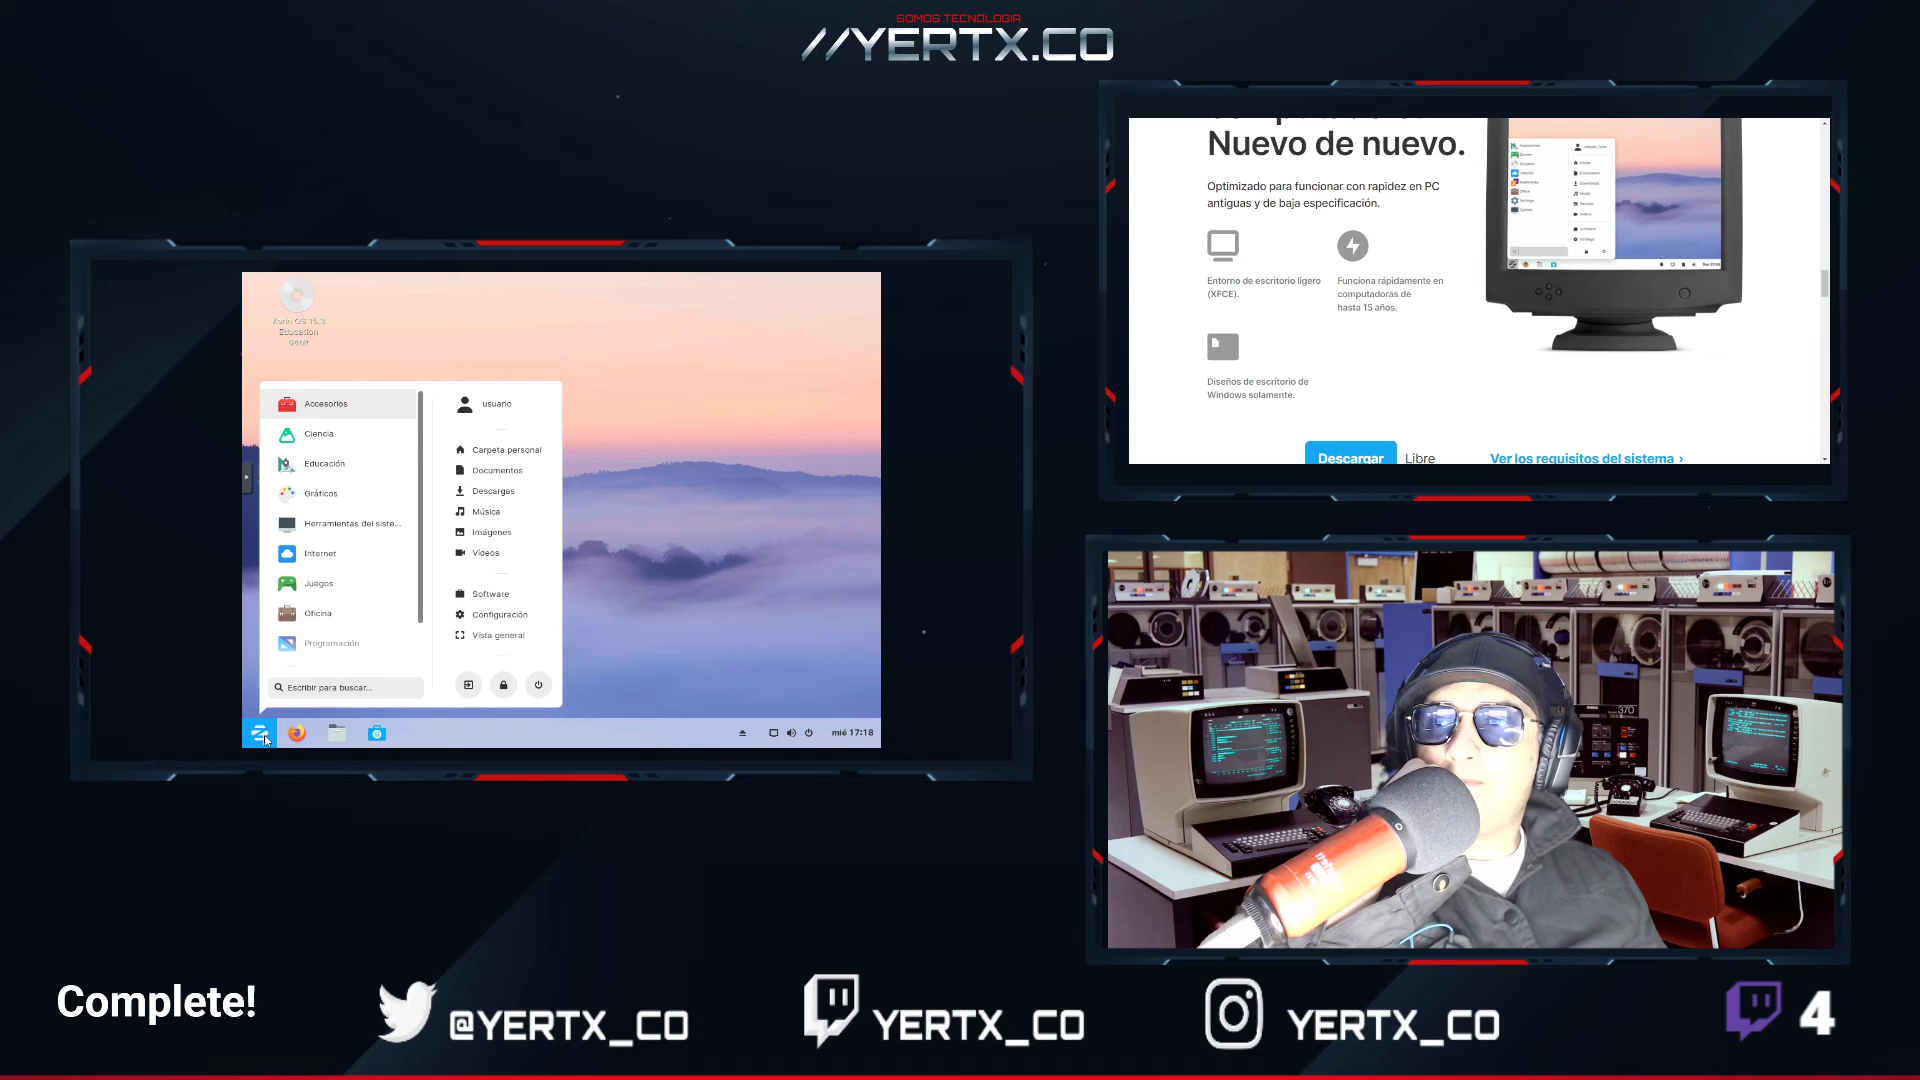 SOMOS TECNOLOGIA
//YERTX.CO
Zorin OS 15.3
Education
64bit
Accesorios
Ciencia
Educación
Gráficos
Herramientas del siste...
Internet
Juegos
Oficina
Programación
Escribir para buscar...
usuario
Carpeta personal
Documentos
Descargas
Música
Imágenes
Vídeos
Software
Configuración
Vista general
mié 17:18
Nuevo de nuevo.
Optimizado para funcionar con rapidez en PC
antiguas y de baja especificación.
Entorno de escritorio ligero
(XFCE).
Funciona rápidamente en
computadoras de
hasta 15 años.
Diseños de escritorio de
Windows solamente.
Descargar
Libre
Ver los requisitos del sistema ›
370
Complete!
@YERTX_CO
YERTX_CO
YERTX_CO
4